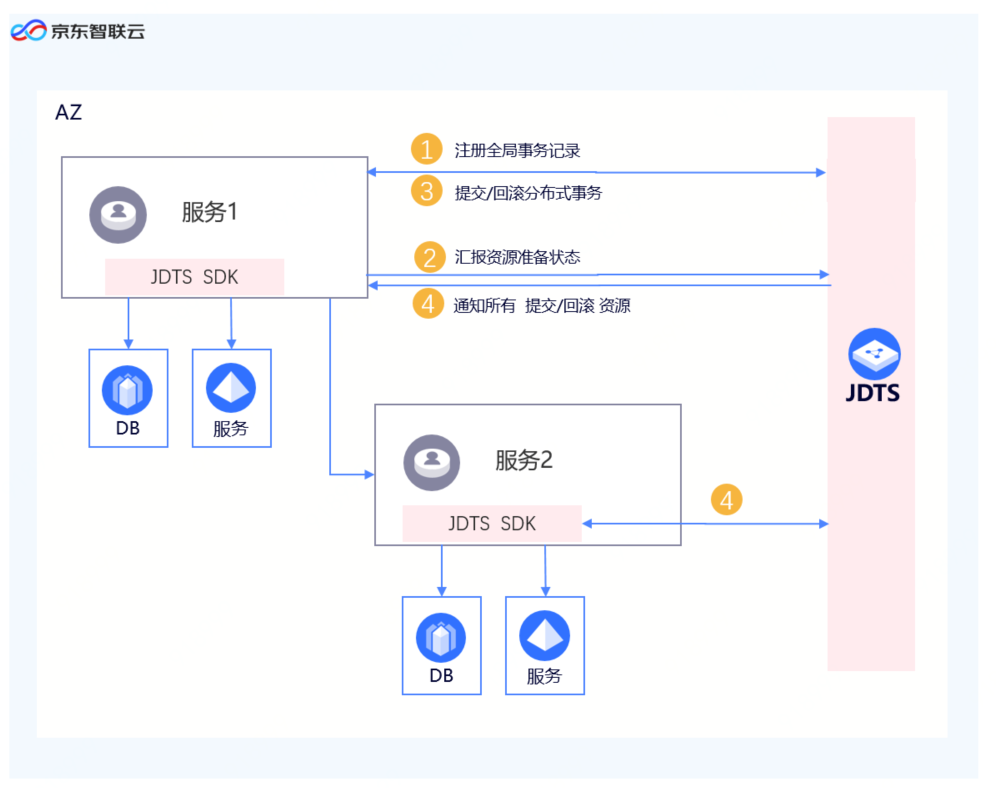 京东智联云
AZ
1 注册全局事务记录
3 提交/回滚分布式事务
服务1
2 汇报资源准备状态
JDTS SDK
4 通知所有 提交/回滚 资源
JDTS
DB
服务
服务2
4
JDTS SDK
DB
服务